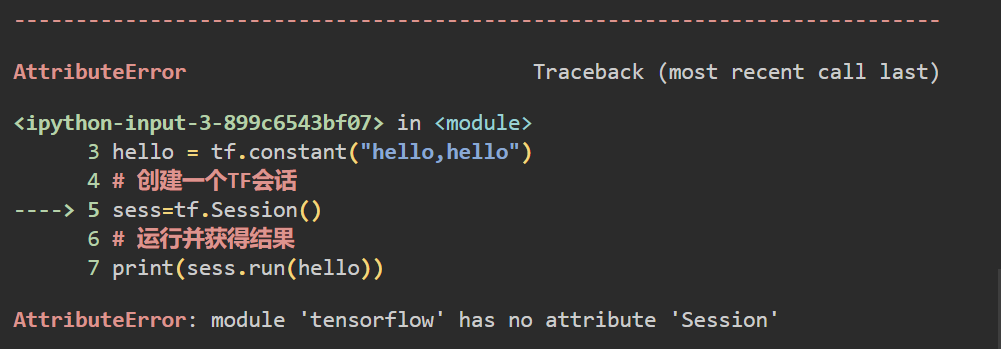 ---------------------------------------------------------------------------
AttributeError                            Traceback (most recent call last)
<ipython-input-3-899c6543bf07> in <module>
      3 hello = tf.constant("hello,hello")
      4 # 创建一个TF会话
----> 5 sess=tf.Session()
      6 # 运行并获得结果
      7 print(sess.run(hello))
AttributeError: module 'tensorflow' has no attribute 'Session'